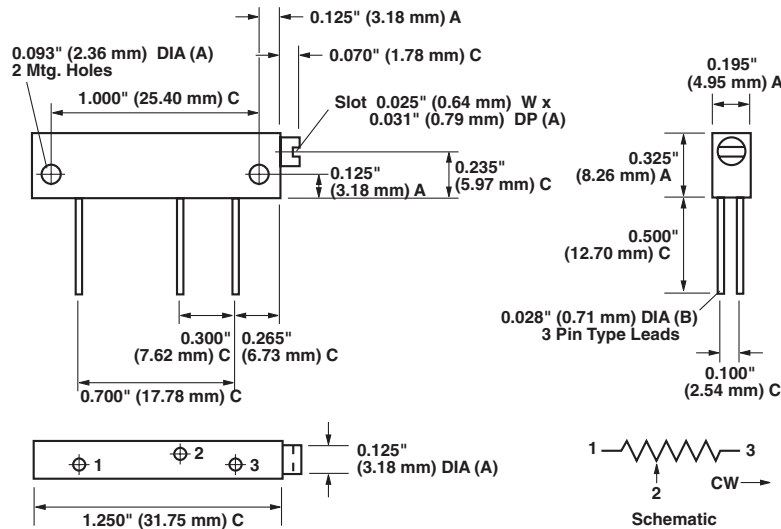 0.125" (3.18 mm) A
0.093" (2.36 mm) DIA (A)
2 Mtg. Holes
0.070" (1.78 mm) C
1.000" (25.40 mm) C
Slot 0.025" (0.64 mm) W x
0.031" (0.79 mm) DP (A)
0.195"
(4.95 mm) A
0.125"
(3.18 mm) A
0.235"
(5.97 mm) C
0.325"
(8.26 mm) A
0.500"
(12.70 mm) C
0.300"
(7.62 mm) C
0.265"
(6.73 mm) C
0.028" (0.71 mm) DIA (B)
3 Pin Type Leads
0.700" (17.78 mm) C
0.100"
(2.54 mm) C
1
2
3
0.125"
(3.18 mm) DIA (A)
1.250" (31.75 mm) C
1
3
2
CW
Schematic